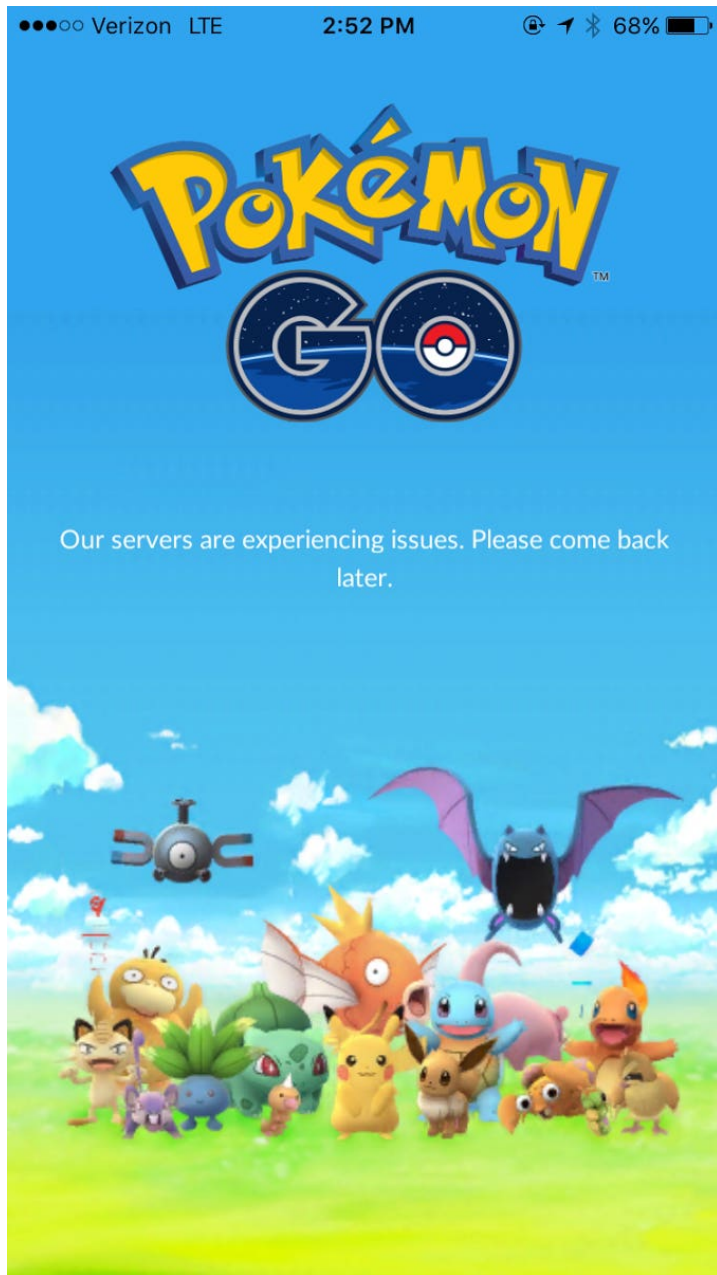 Verizon LTE 2:52 PM 68%
POKéMON
TM
GO
Our servers are experiencing issues. Please come back
later.